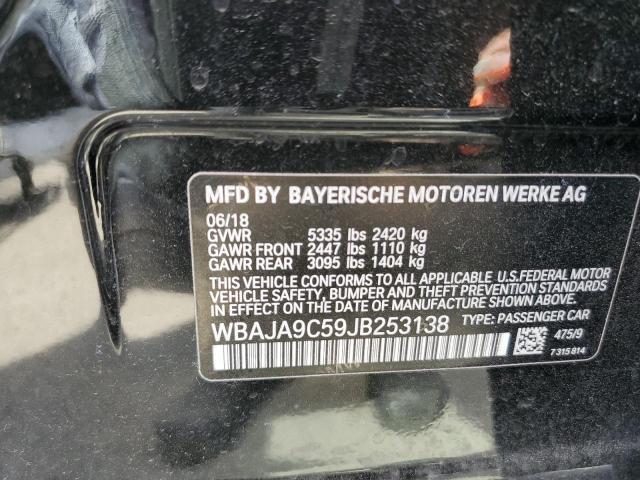 MFD BY BAYERISCHE MOTOREN WERKE AG
06/18
GVWR 5335 lbs 2420 kg
GAWR FRONT 2447 lbs 1110 kg
GAWR REAR 3095 lbs 1404 kg
THIS VEHICLE CONFORMS TO ALL APPLICABLE U.S.FEDERAL MOTOR
VEHICLE SAFETY, BUMPER AND THEFT PREVENTION STANDARDS
IN EFFECT ON THE DATE OF MANUFACTURE SHOWN ABOVE.
WBAJA9C59JB253138 TYPE: PASSENGER CAR
475/9
7315814